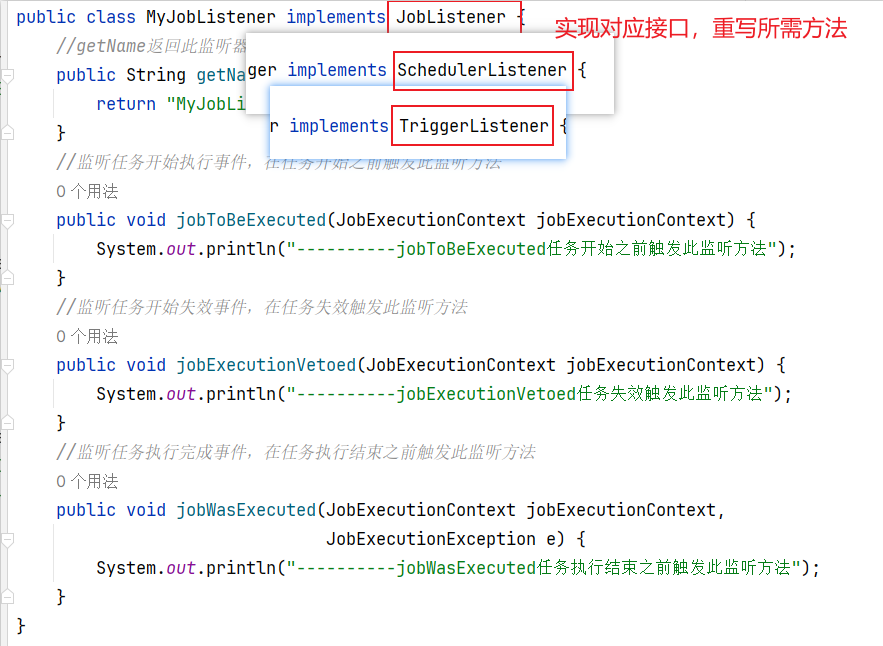 public class MyJobListener implements JobListener {
实现对应接口，重写所需方法
//getName返回此监听器
public String getNa
ger implements SchedulerListener {
return "MyJobLi
r implements TriggerListener {
}
//监听任务开始执行事件，在任务开始之前触发此监听方法
0 个用法
public void jobToBeExecuted(JobExecutionContext jobExecutionContext) {
System.out.println("----------jobToBeExecuted任务开始之前触发此监听方法");
}
//监听任务开始失效事件，在任务失效触发此监听方法
0 个用法
public void jobExecutionVetoed(JobExecutionContext jobExecutionContext) {
System.out.println("----------jobExecutionVetoed任务失效触发此监听方法");
}
//监听任务执行完成事件，在任务执行结束之前触发此监听方法
0 个用法
public void jobWasExecuted(JobExecutionContext jobExecutionContext,
JobExecutionException e) {
System.out.println("----------jobWasExecuted任务执行结束之前触发此监听方法");
}
}